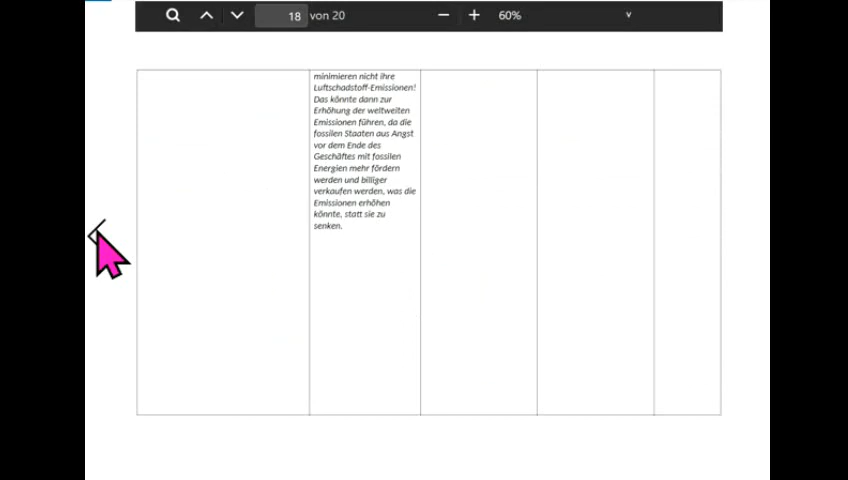 18 von 20
60%
minimieren nicht ihre
Luftschadstoff-Emissionen!
Das könnte dann zur
Erhöhung der weltweiten
Emissionen führen, da die
fossilen Staaten aus Angst
vor dem Ende des
Geschäftes mit fossilen
Energien mehr fördern
werden und billiger
verkaufen werden, was die
Emissionen erhöhen
könnte, statt sie zu
senken.